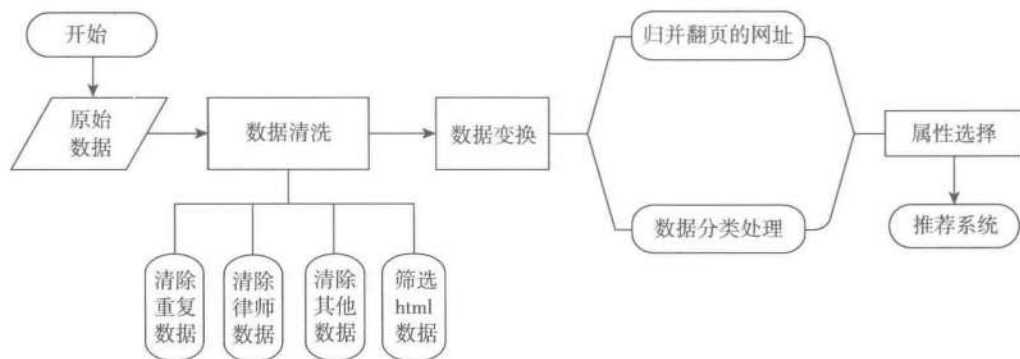 开始
原始
数据
数据清洗
数据变换
归并翻页的网址
数据分类处理
属性选择
推荐系统
清除
重复
数据
清除
律师
数据
清除
其他
数据
筛选
html
数据